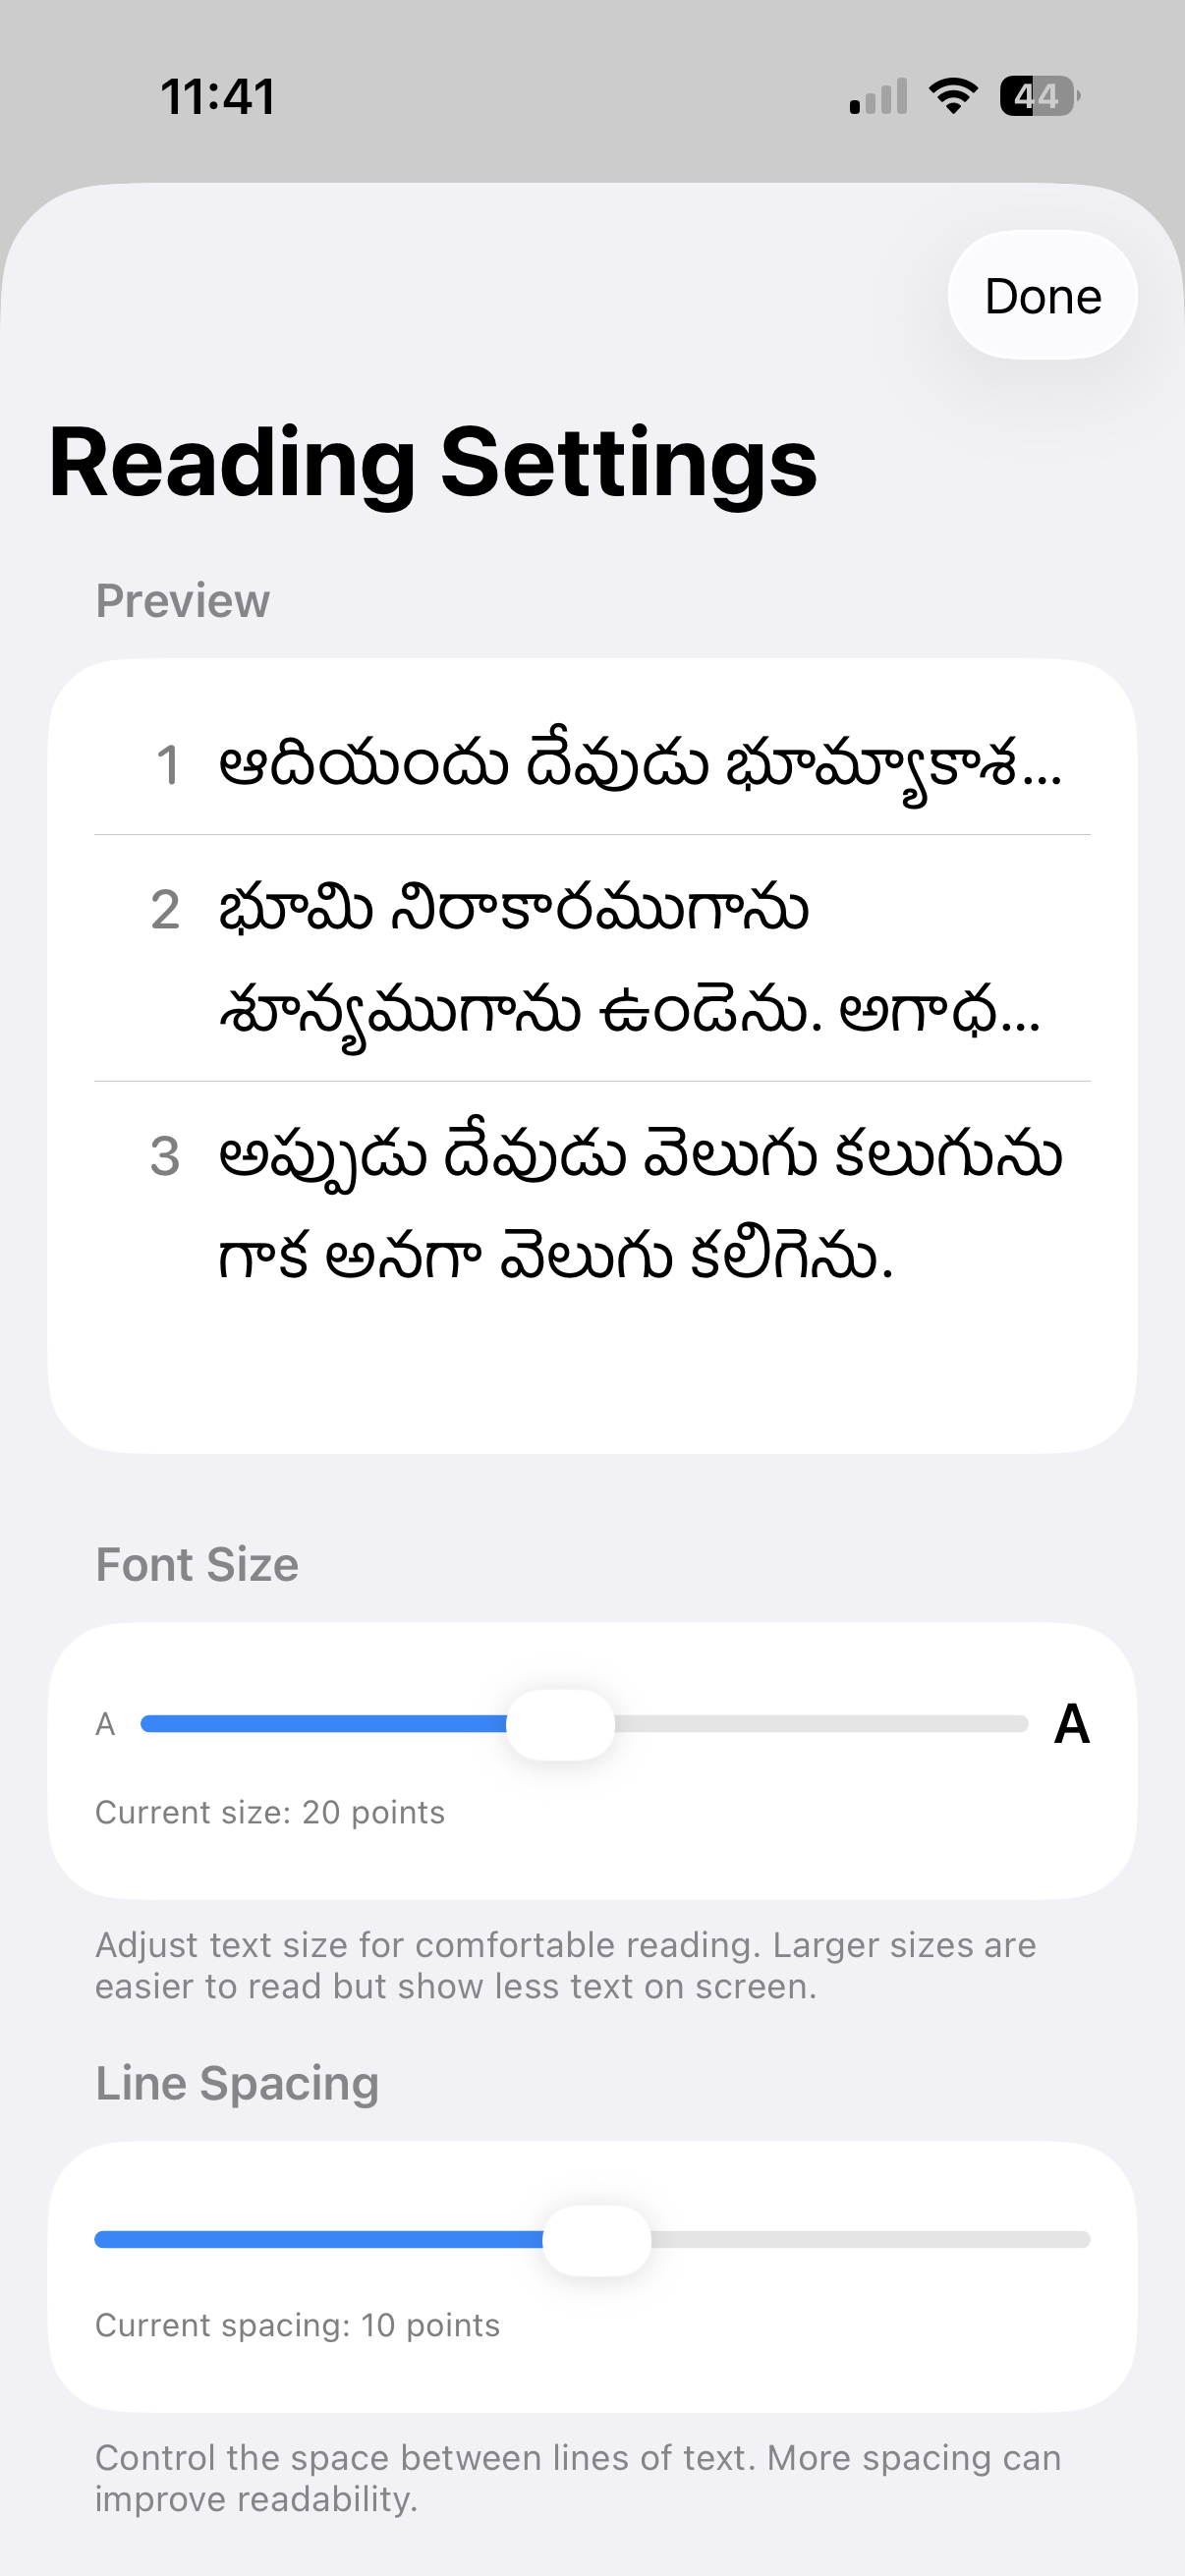 11:41
44
Done
Reading Settings
Preview
1 ఆదియందు దేవుడు భూమ్యాకాశ...
2 భూమి నిరాకారముగాను
శూన్యముగాను ఉండెను. అగాధ...
3 అప్పుడు దేవుడు వెలుగు కలుగును
గాక అనగా వెలుగు కలిగెను.
Font Size
A A
Current size: 20 points
Adjust text size for comfortable reading. Larger sizes are
easier to read but show less text on screen.
Line Spacing
Current spacing: 10 points
Control the space between lines of text. More spacing can
improve readability.